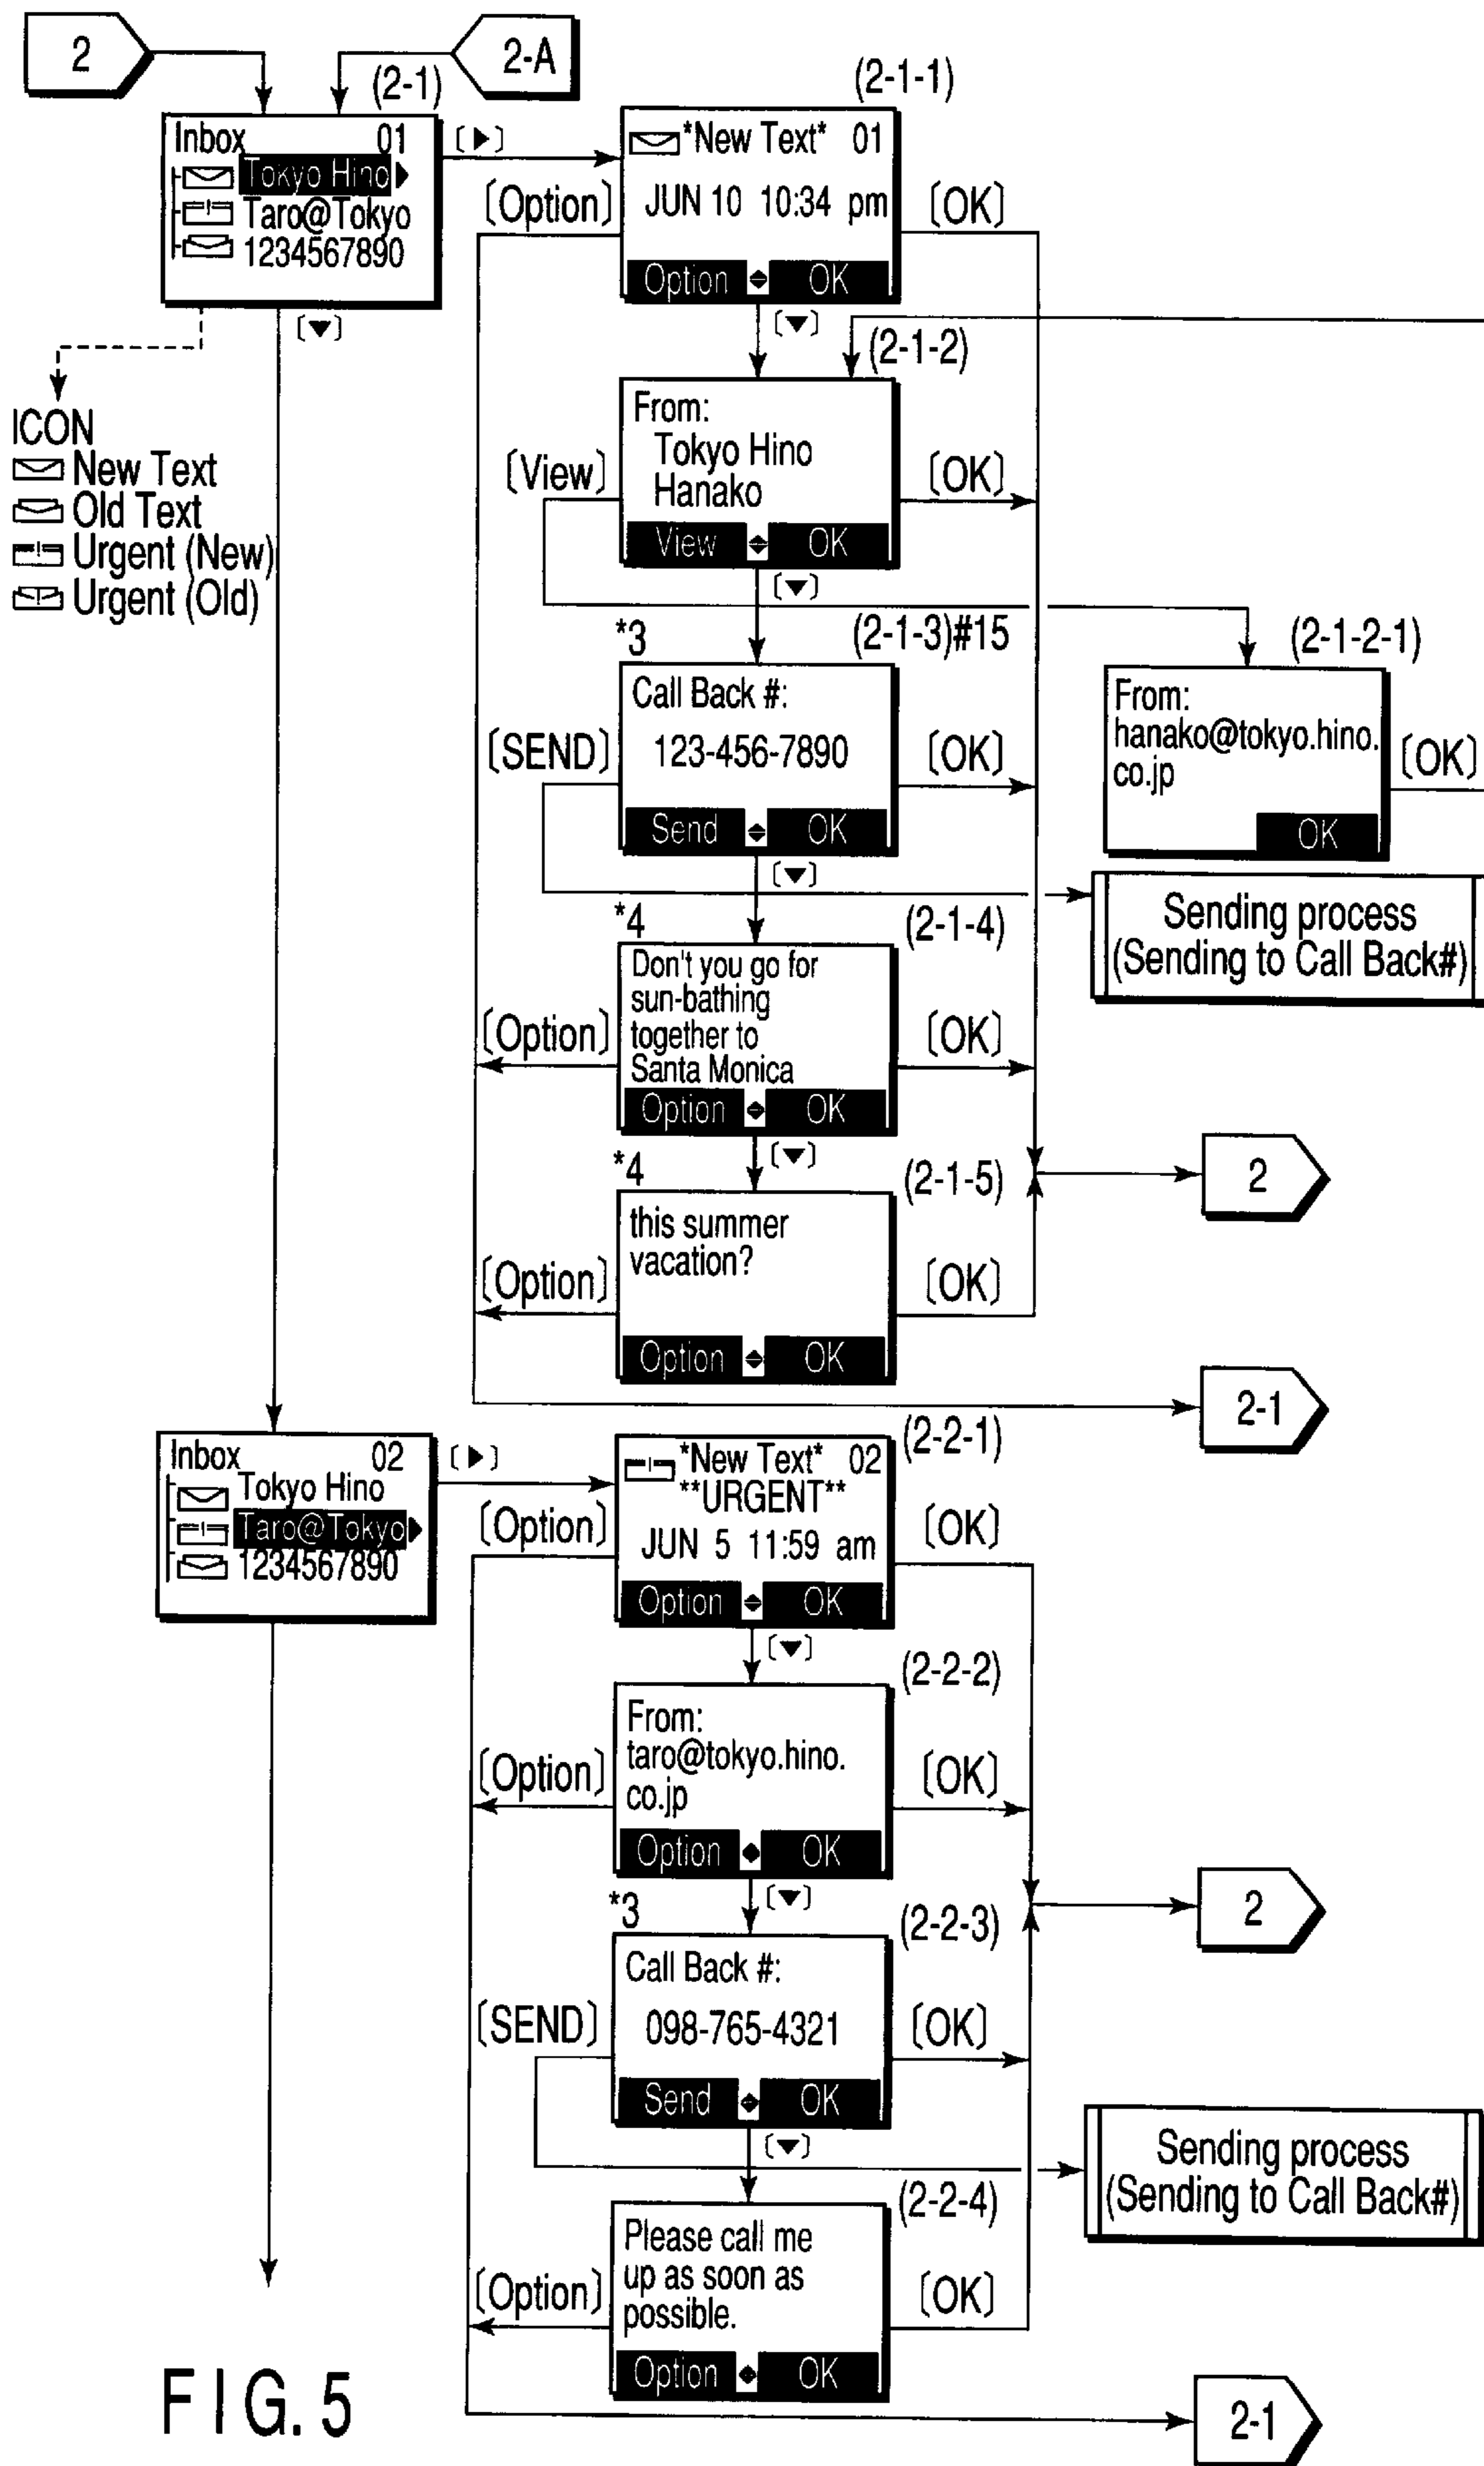 2
2-A
(2-1)
Inbox 01
Tokyo Hino
Taro@Tokyo
1234567890
[▶]
[▼]
ICON
New Text
Old Text
Urgent (New)
Urgent (Old)
(2-1-1)
*New Text* 01
JUN 10 10:34 pm
Option OK
[Option]
[OK]
[▼]
(2-1-2)
From:
Tokyo Hino
Hanako
View OK
[View]
[OK]
[▼]
(2-1-2-1)
From:
hanako@tokyo.hino.
co.jp
OK
[OK]
*3
(2-1-3)#15
Call Back #:
123-456-7890
Send OK
[SEND]
[OK]
[▼]
Sending process
(Sending to Call Back#)
*4
(2-1-4)
Don't you go for
sun-bathing
together to
Santa Monica
Option OK
[Option]
[OK]
[▼]
*4
(2-1-5)
this summer
vacation?
Option OK
[Option]
[OK]
2
2-1
Inbox 02
Tokyo Hino
Taro@Tokyo
1234567890
[▶]
(2-2-1)
*New Text* 02
**URGENT**
JUN 5 11:59 am
Option OK
[Option]
[OK]
[▼]
(2-2-2)
From:
taro@tokyo.hino.
co.jp
Option OK
[Option]
[OK]
[▼]
*3
(2-2-3)
Call Back #:
098-765-4321
Send OK
[SEND]
[OK]
[▼]
2
Sending process
(Sending to Call Back#)
(2-2-4)
Please call me
up as soon as
possible.
Option OK
[Option]
[OK]
2-1
FIG. 5